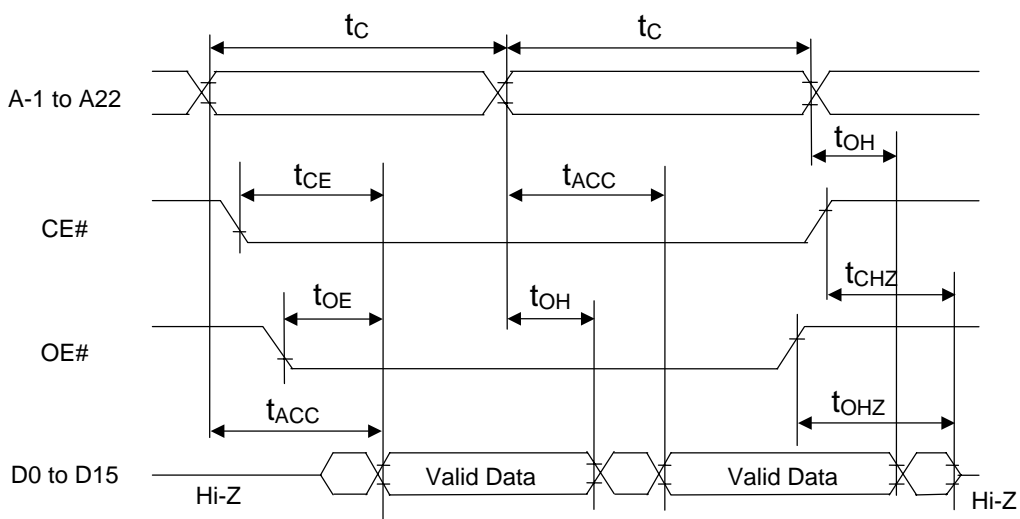 tC tC
A-1 to A22
tOH
tCE tACC
CE#
tCHZ
tOE tOH
OE#
tOHZ
tACC
D0 to D15 Valid Data Valid Data
Hi-Z Hi-Z